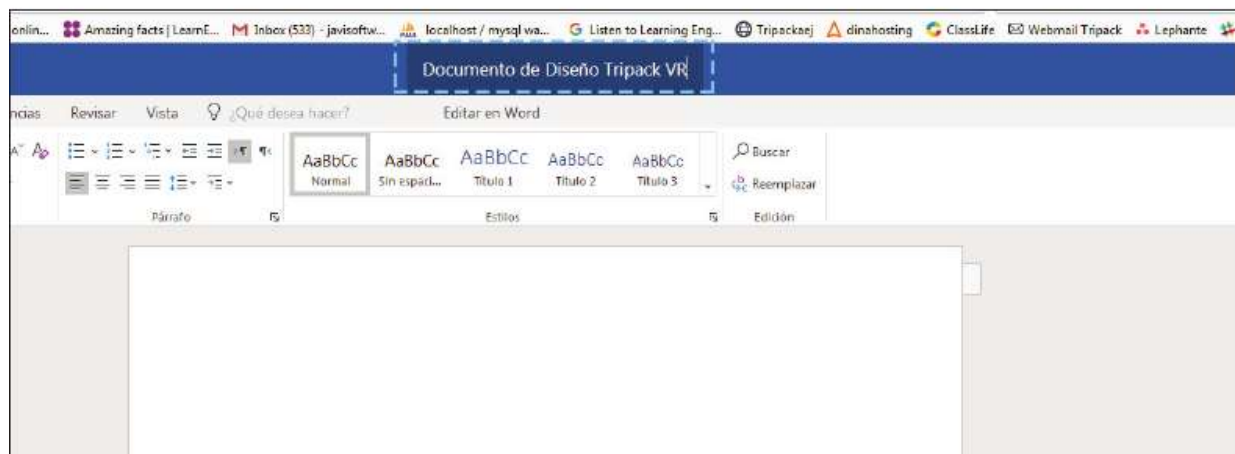 onlin... Amazing facts | LearnE... Inbox (533) - javisoftw... localhost / mysql wa... Listen to Learning Eng... Tripackaej dinahosting ClassLife Webmail Tripack Lephante
Documento de Diseño Tripack VR
ncias Revisar Vista ¿Qué desea hacer? Editar en Word
AaBbCc AaBbCc AaBbCc AaBbCc AaBbCc Buscar
Normal Sin espaci... Título 1 Título 2 Título 3 Reemplazar
Párrafo Estilos Edición